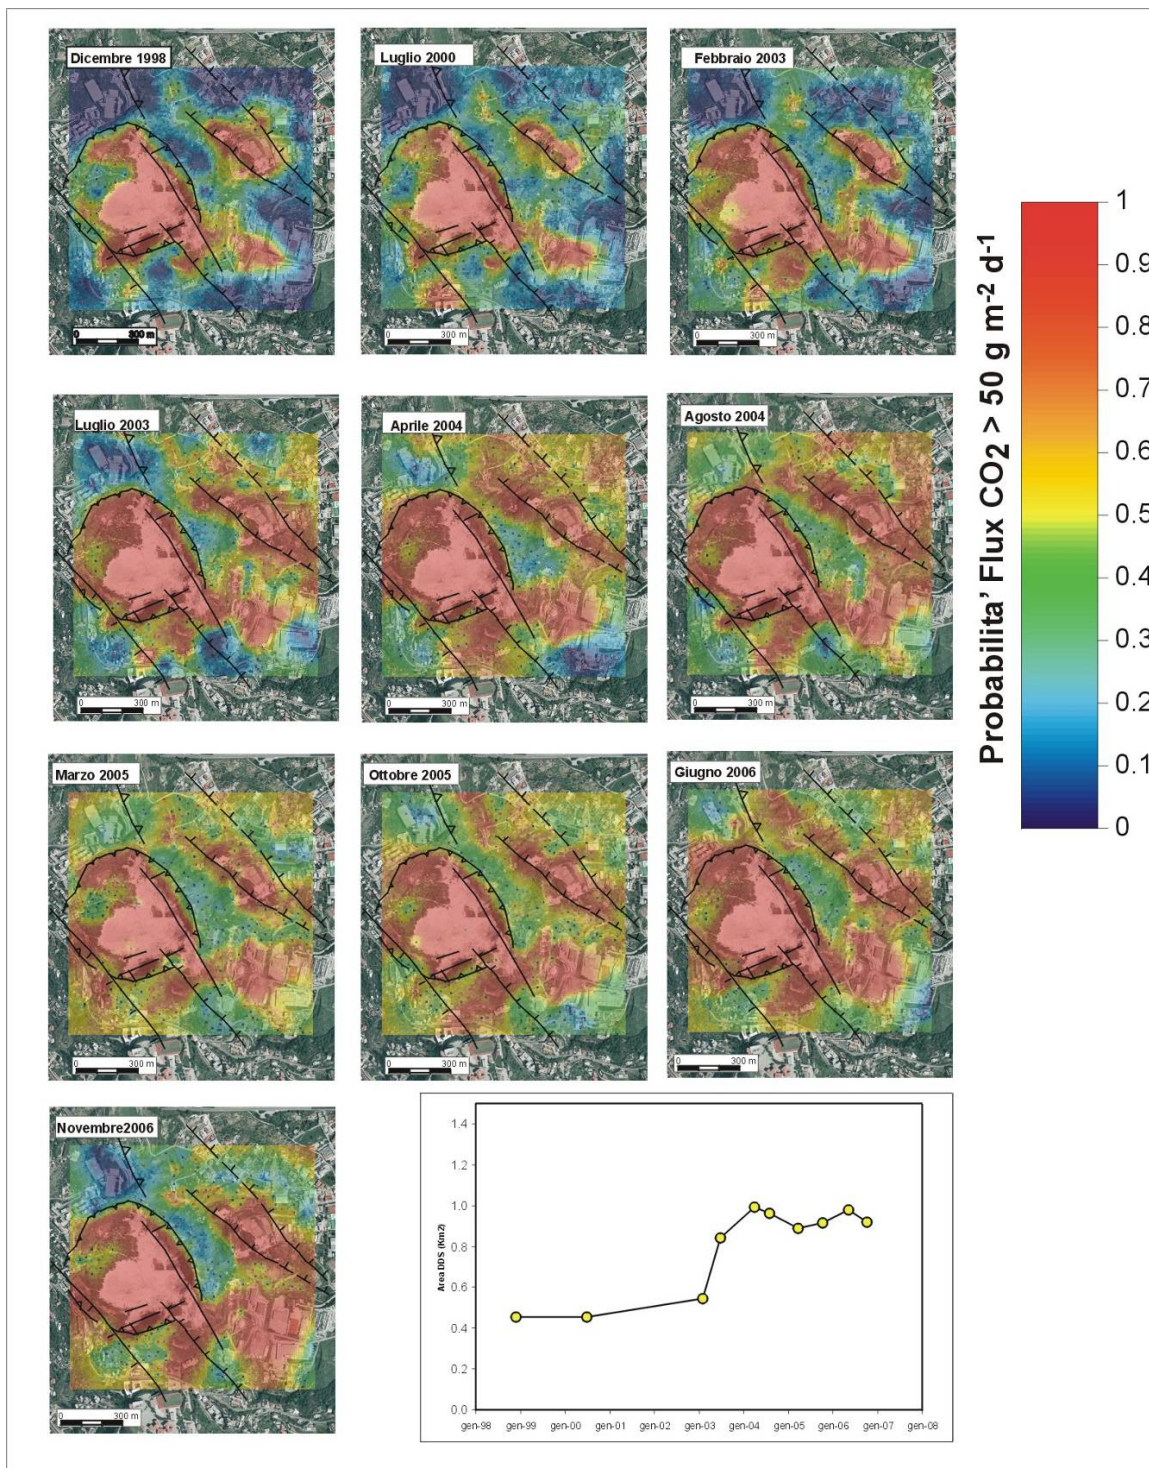 Dicembre 1998
Luglio 2000
Febbraio 2003
0 300 m
0 300 m
0 300 m
Luglio 2003
Aprile 2004
Agosto 2004
0 300 m
0 300 m
0 300 m
Marzo 2005
Ottobre 2005
Giugno 2006
0 300 m
0 300 m
0 300 m
Novembre2006
0 300 m
Probabilita' Flux CO2 > 50 g m-2 d-1
1
0.9
0.8
0.7
0.6
0.5
0.4
0.3
0.2
0.1
0
Area DDS (Km2)
1.4
1.2
1.0
0.8
0.6
0.4
0.2
0.0
gen-98 gen-99 gen-00 gen-01 gen-02 gen-03 gen-04 gen-05 gen-06 gen-07 gen-08